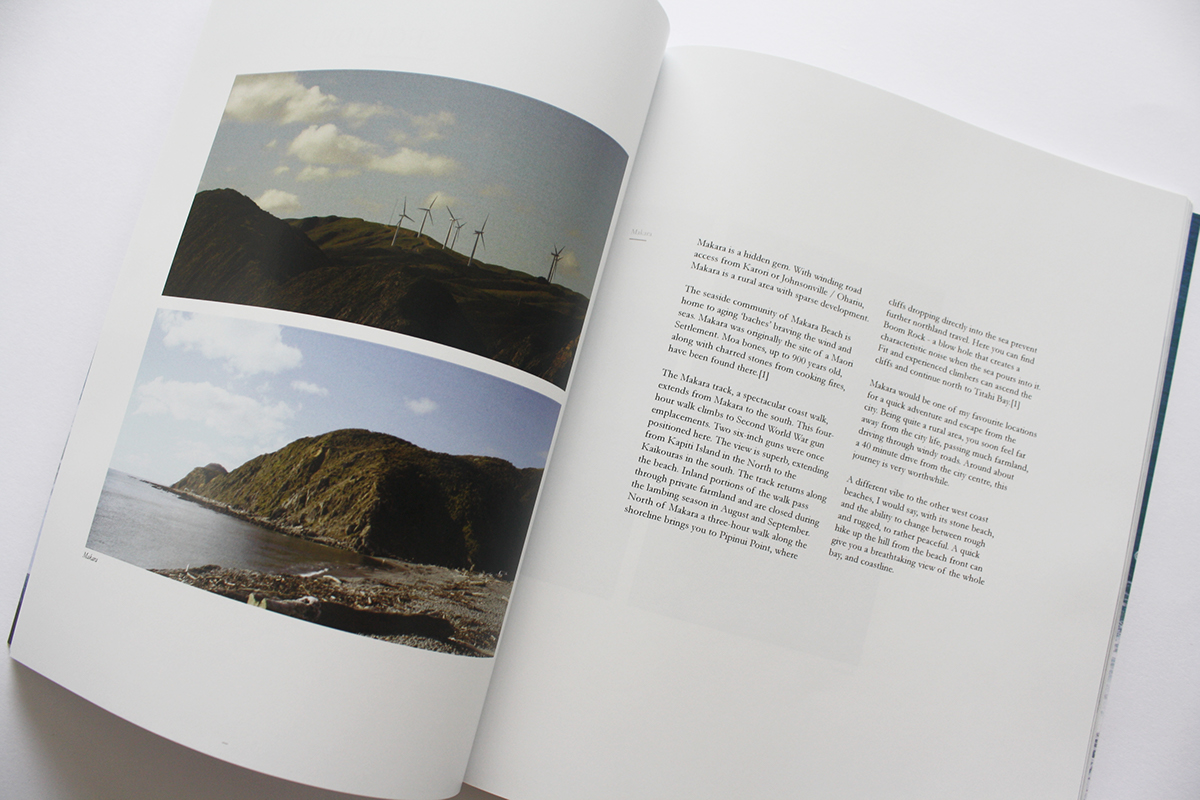 Makara
Makara
Makara is a hidden gem. With winding road
access from Karori or Johnsonville / Ohariu,
Makara is a rural area with sparse development.
The seaside community of Makara Beach is
home to aging 'baches' braving the wind and
seas. Makara was originally the site of a Maori
Settlement. Moa bones, up to 900 years old,
along with charred stones from cooking fires,
have been found there.[1]
The Makara track, a spectacular coast walk,
extends from Makara to the south. This four-
hour walk climbs to Second World War gun
emplacements. Two six-inch guns were once
positioned here. The view is superb, extending
from Kapiti Island in the North to the
Kaikouras in the south. The track returns along
the beach. Inland portions of the walk pass
through private farmland and are closed during
the lambing season in August and September.
North of Makara a three-hour walk along the
shoreline brings you to Pipinui Point, where
cliffs dropping directly into the sea prevent
further northland travel. Here you can find
Boom Rock - a blow hole that creates a
characteristic noise when the sea pours into it.
Fit and experienced climbers can ascend the
cliffs and continue north to Titahi Bay.[1]
Makara would be one of my favourite locations
for a quick adventure and escape from the
city. Being quite a rural area, you soon feel far
away from the city life, passing much farmland,
driving through windy roads. Around about
a 40 minute drive from the city centre, this
journey is very worthwhile.
A different vibe to the other west coast
beaches, I would say, with its stone beach,
and the ability to change between rough
and rugged, to rather peaceful. A quick
hike up the hill from the beach front can
give you a breathtaking view of the whole
bay, and coastline.